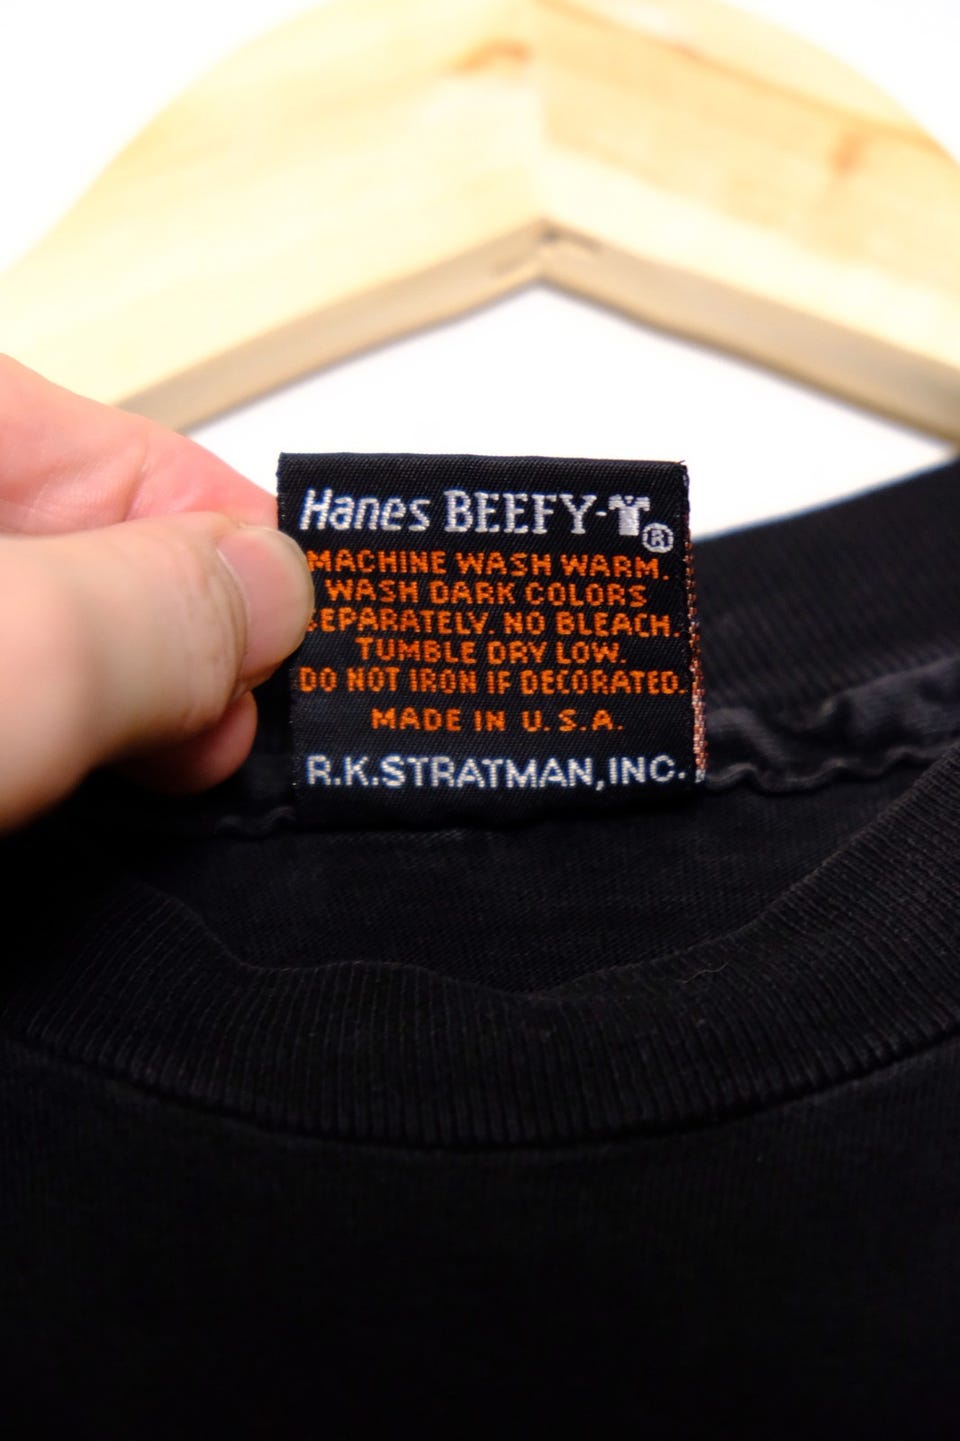 Hanes BEEFY-T®
MACHINE WASH WARM.
WASH DARK COLORS
SEPARATELY. NO BLEACH.
TUMBLE DRY LOW.
DO NOT IRON IF DECORATED.
MADE IN U.S.A.
R.K.STRATMAN,INC.